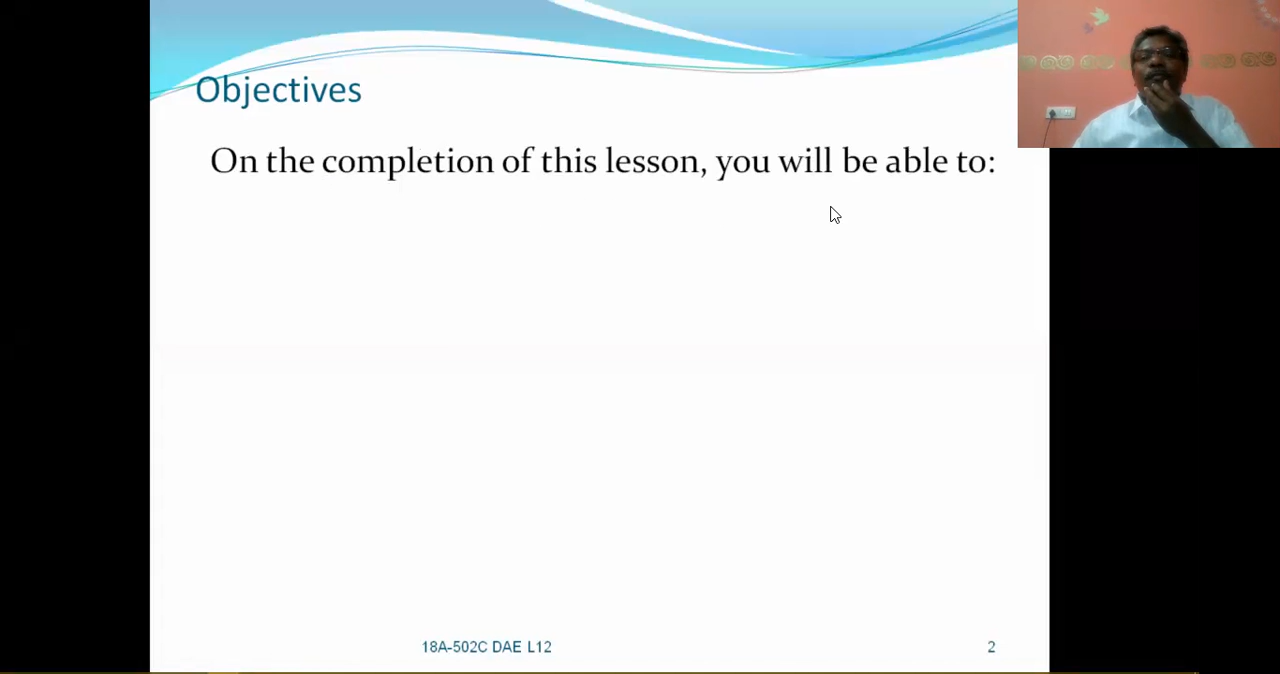 Objectives
On the completion of this lesson, you will be able to:
18A-502C DAE L12
2